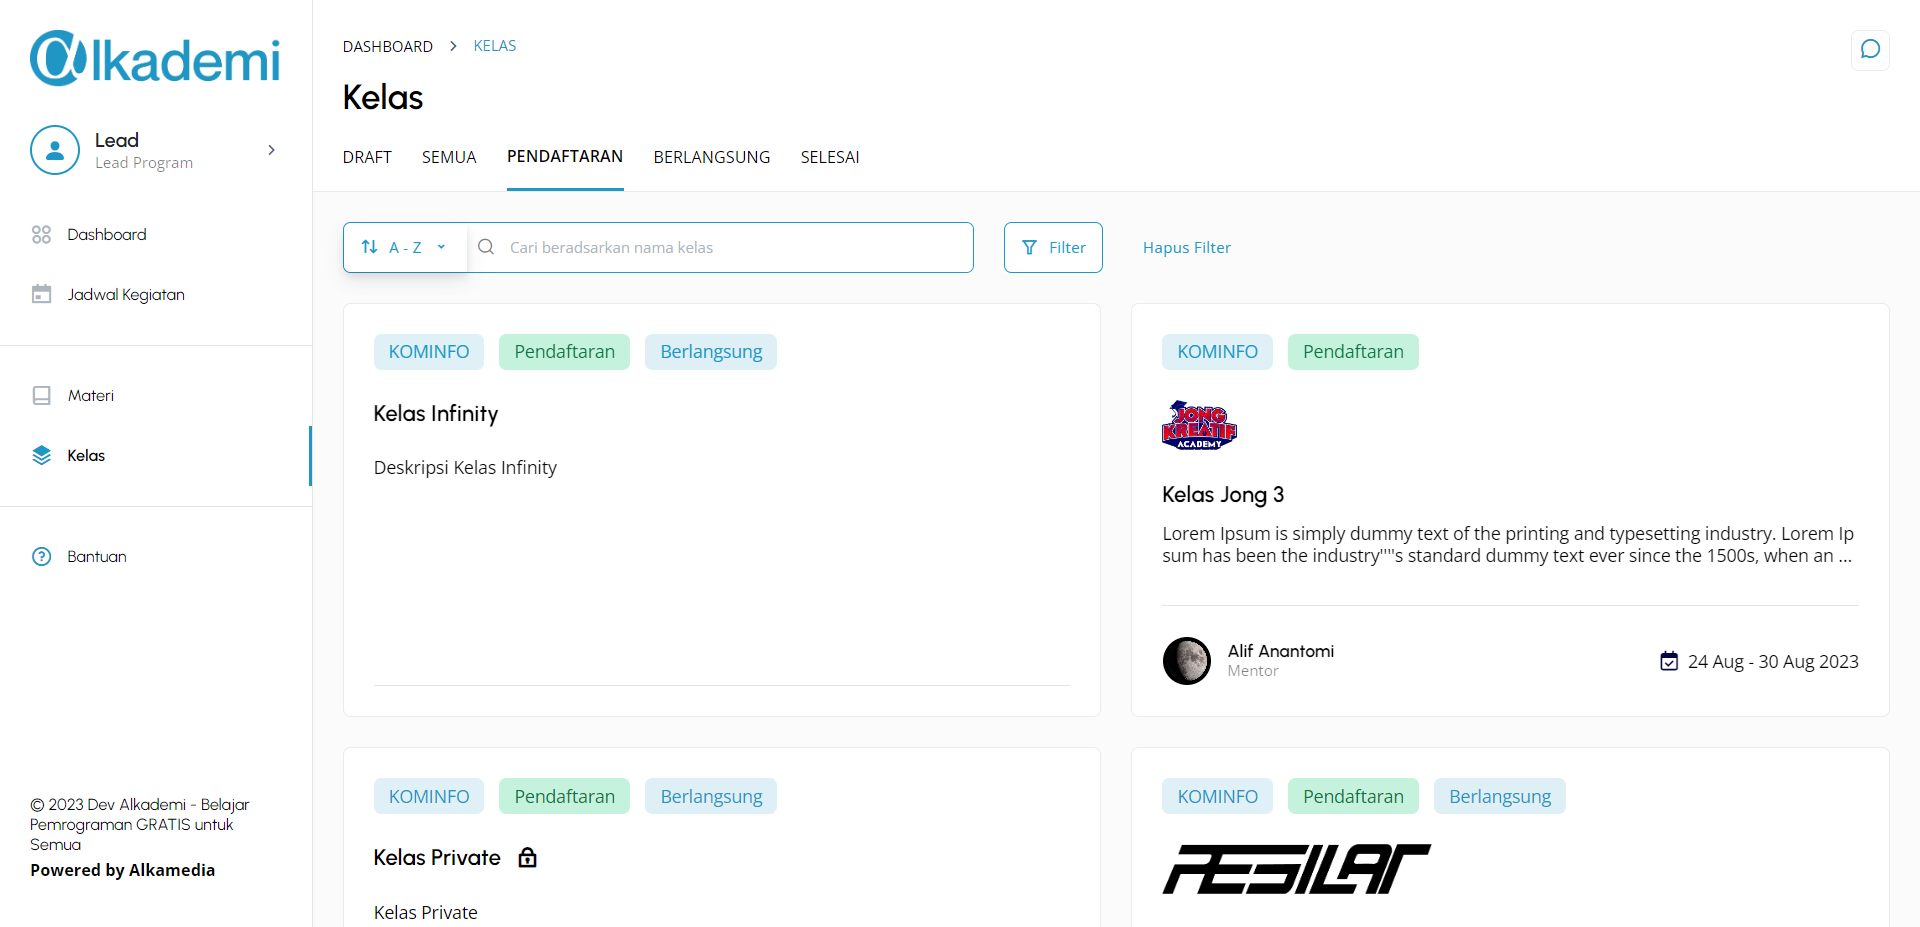 @lkademi
Lead
Lead Program
Dashboard
Jadwal Kegiatan
Materi
Kelas
Bantuan
© 2023 Dev Alkademi - Belajar
Pemrograman GRATIS untuk
Semua
Powered by Alkamedia
DASHBOARD > KELAS
Kelas
DRAFT SEMUA PENDAFTARAN BERLANGSUNG SELESAI
A - Z Cari beradsarkan nama kelas Filter Hapus Filter
KOMINFO Pendaftaran Berlangsung
Kelas Infinity
Deskripsi Kelas Infinity
KOMINFO Pendaftaran
JONG
KREATIF
ACADEMY
Kelas Jong 3
Lorem Ipsum is simply dummy text of the printing and typesetting industry. Lorem Ip
sum has been the industry''''s standard dummy text ever since the 1500s, when an ...
Alif Anantomi
Mentor
24 Aug - 30 Aug 2023
KOMINFO Pendaftaran Berlangsung
Kelas Private
Kelas Private
KOMINFO Pendaftaran Berlangsung
PESILAT